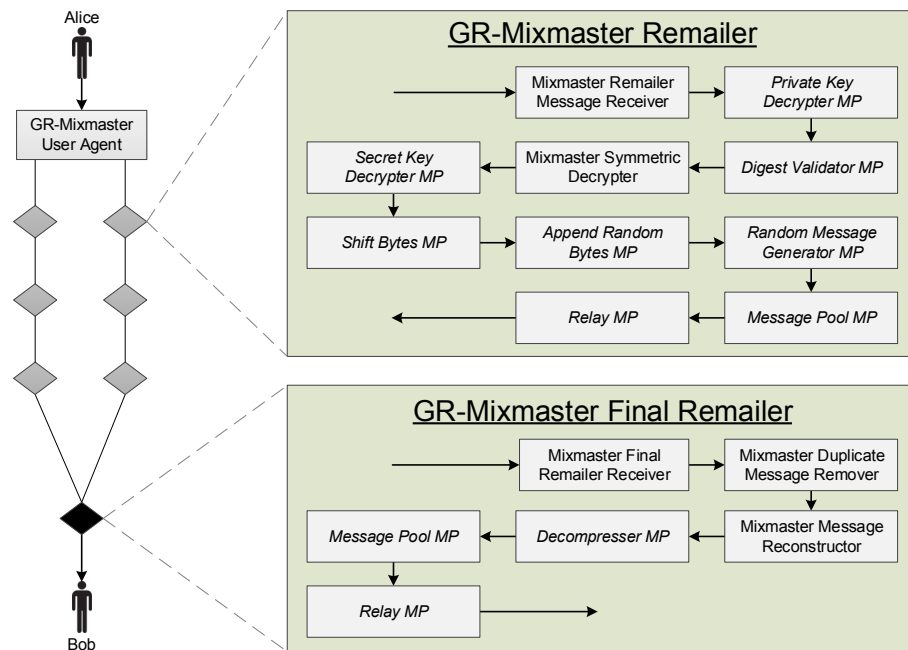 Alice
GR-Mixmaster
User Agent
Bob
GR-Mixmaster Remailer
Mixmaster Remailer
Message Receiver
Private Key
Decrypter MP
Secret Key
Decrypter MP
Mixmaster Symmetric
Decrypter
Digest Validator MP
Shift Bytes MP
Append Random
Bytes MP
Random Message
Generator MP
Relay MP
Message Pool MP
GR-Mixmaster Final Remailer
Mixmaster Final
Remailer Receiver
Mixmaster Duplicate
Message Remover
Message Pool MP
Decompresser MP
Mixmaster Message
Reconstructor
Relay MP